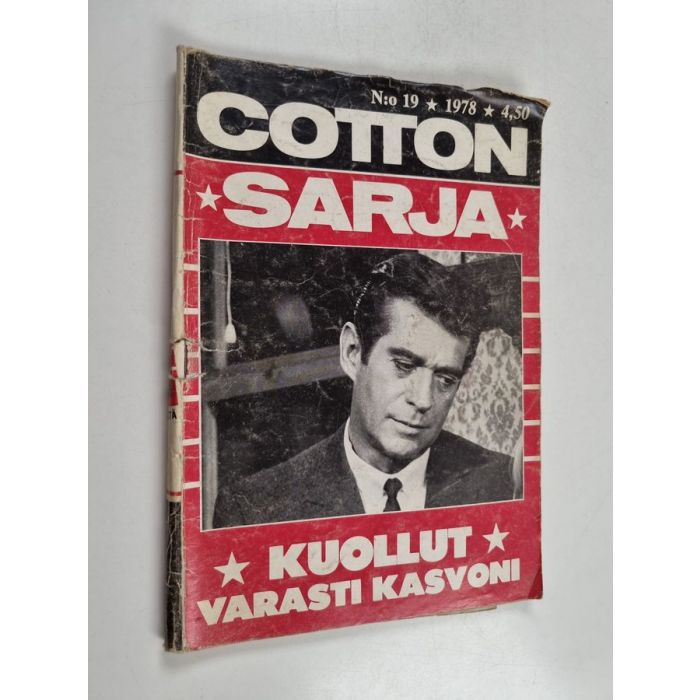 N:o 19 ★ 1978 ★ 4,50
COTTON
★ SARJA ★
★ KUOLLUT ★
VARASTI KASVONI